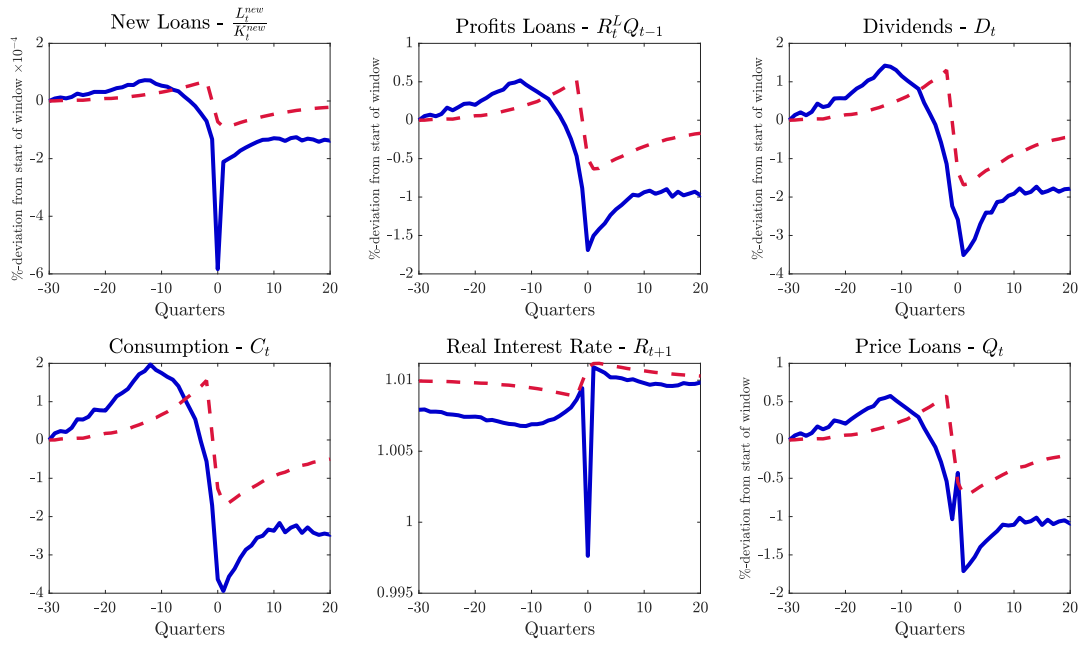 New Loans - $\frac{L_t^{new}}{K_t^{new}}$
%-deviation from start of window ×10⁻⁴
2
0
-2
-4
-6
-30 -20 -10 0 10 20
Quarters
Profits Loans - $R_t^L Q_{t-1}$
%-deviation from start of window
1
0.5
0
-0.5
-1
-1.5
-2
-30 -20 -10 0 10 20
Quarters
Dividends - $D_t$
%-deviation from start of window
2
1
0
-1
-2
-3
-4
-30 -20 -10 0 10 20
Quarters
Consumption - $C_t$
2
1
0
-1
-2
-3
-4
-30 -20 -10 0 10 20
Quarters
Real Interest Rate - $R_{t+1}$
1.01
1.005
1
0.995
-30 -20 -10 0 10 20
Quarters
Price Loans - $Q_t$
%-deviation from start of window
1
0.5
0
-0.5
-1
-1.5
-2
-30 -20 -10 0 10 20
Quarters